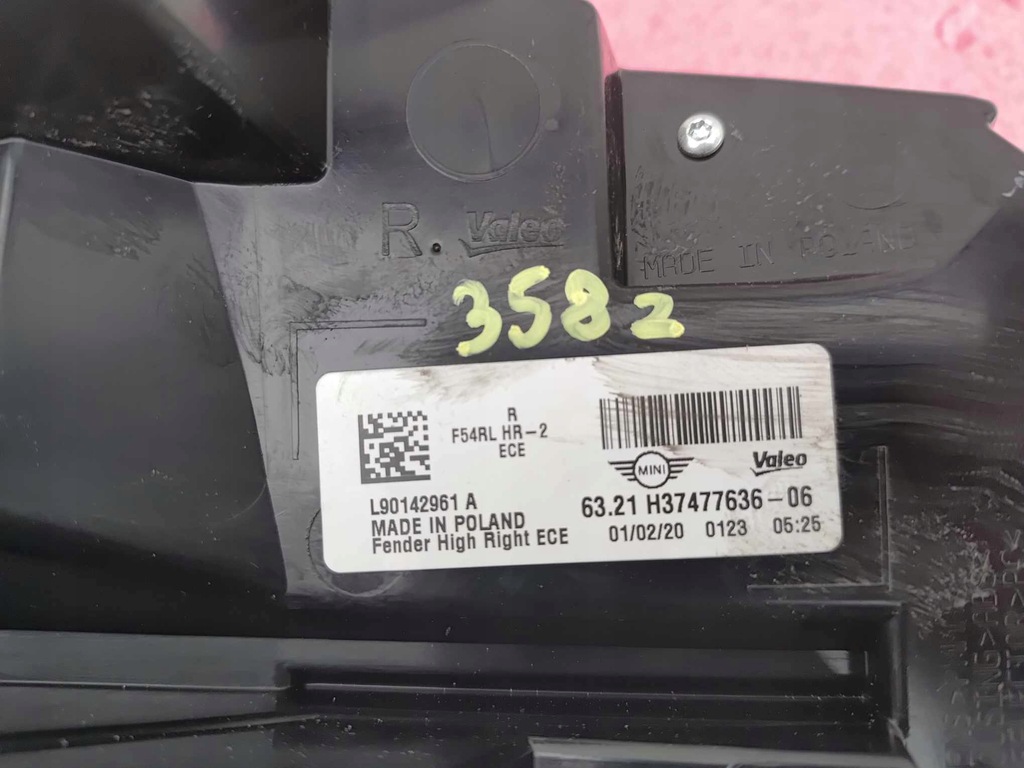 R. Valeo
MADE IN POLAND
3582
R
F54RL HR-2
ECE
MINI
Valeo
L90142961 A
63.21 H37477636-06
MADE IN POLAND
Fender High Right ECE
01/02/20 0123 05:25